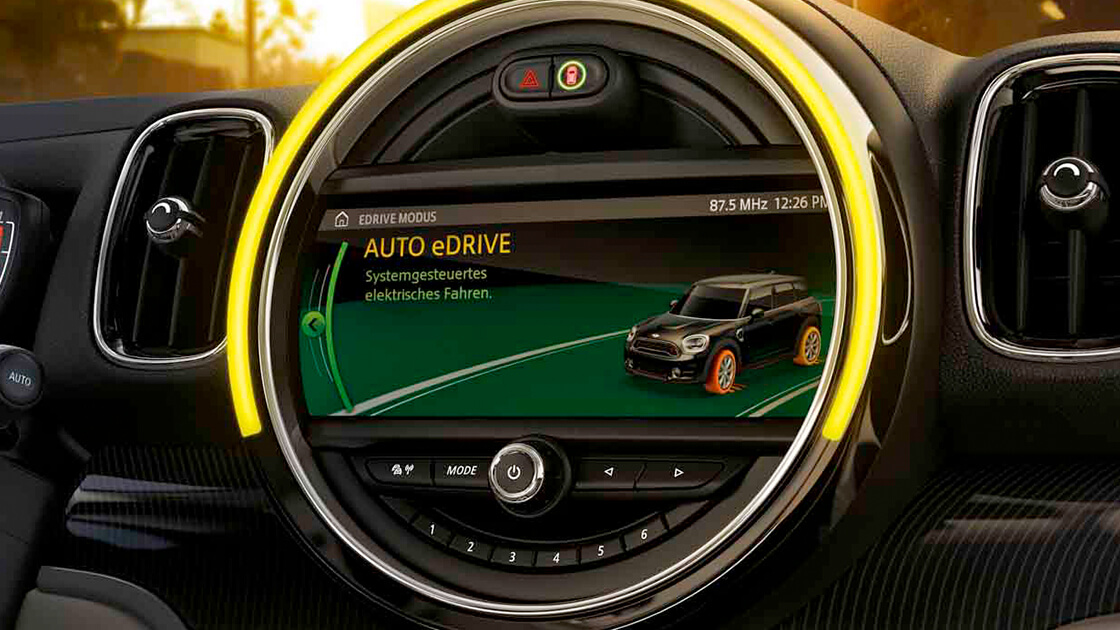 EDRIVE MODUS
87.5 MHz 12:26 PM
AUTO eDRIVE
Systemgesteuertes
elektrisches Fahren.
AUTO
MODE
1
2
3
4
5
6